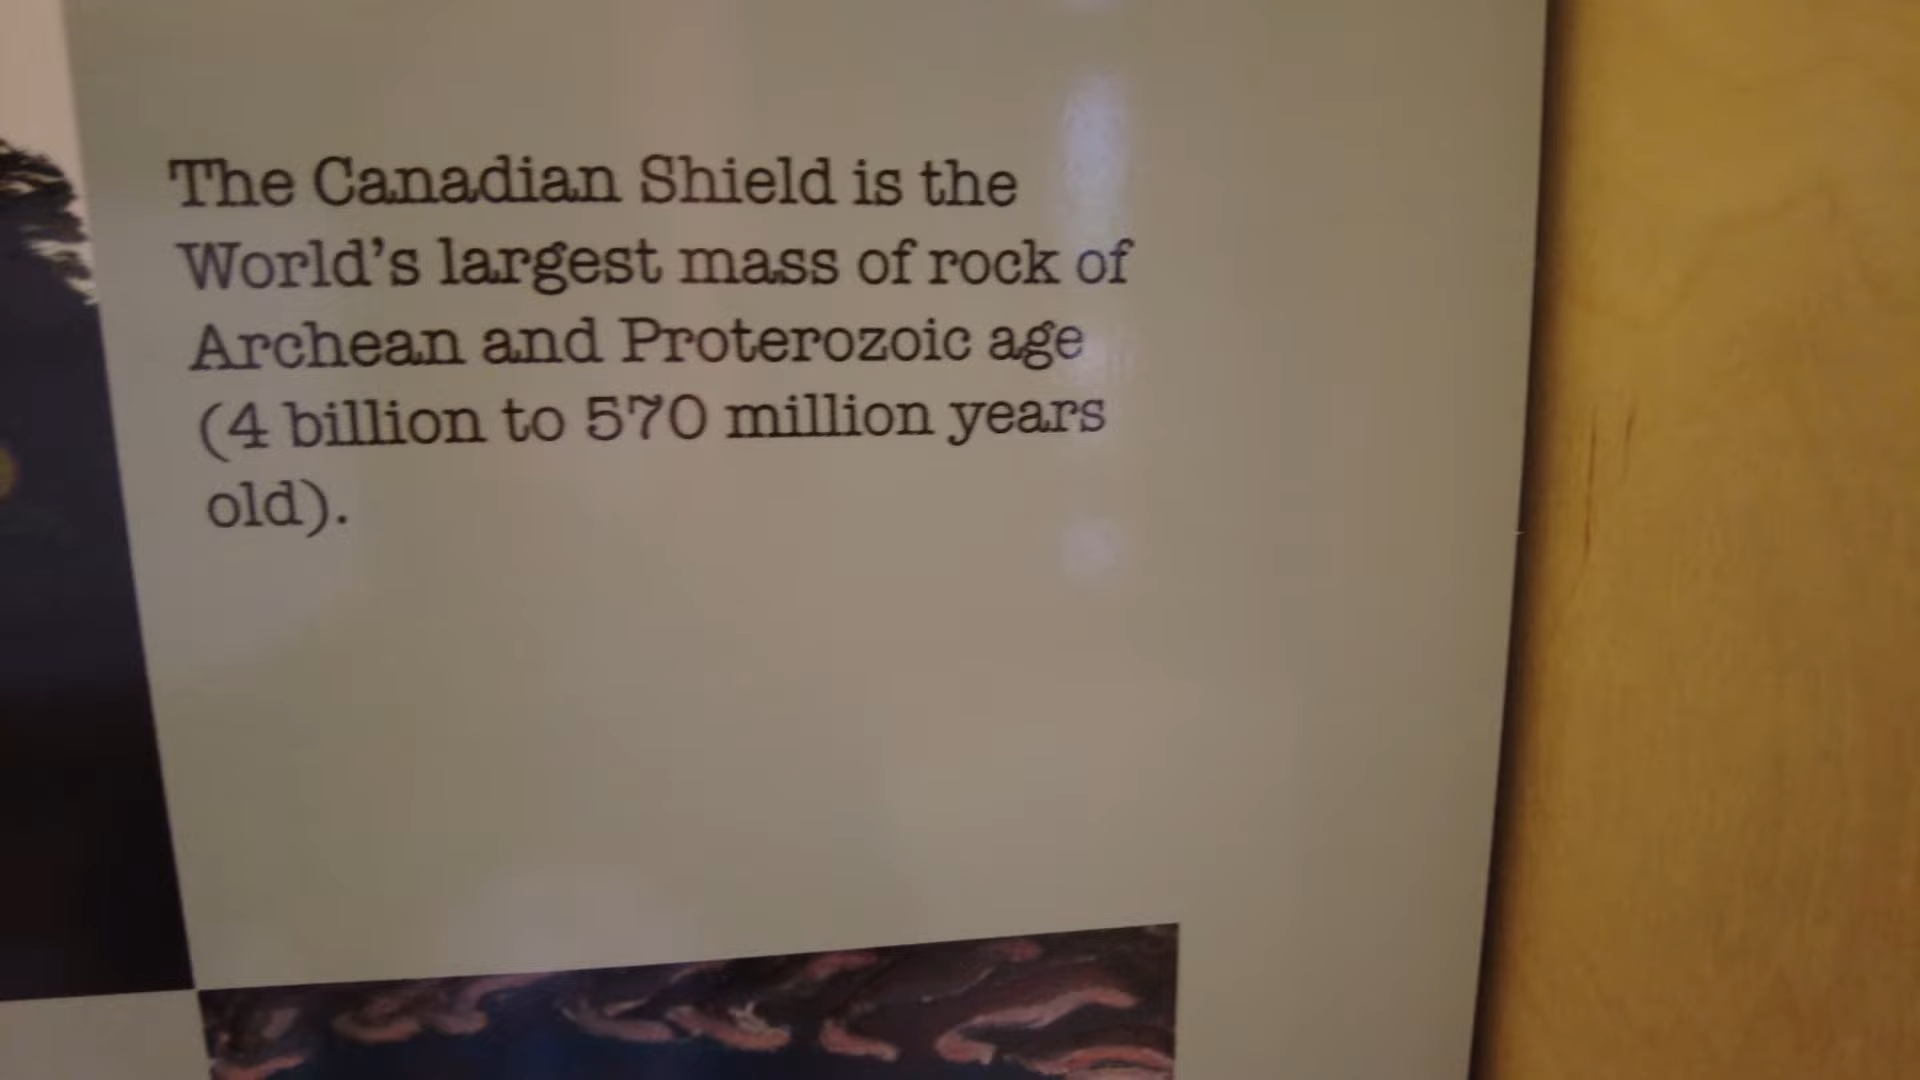 The Canadian Shield is the
World's largest mass of rock of
Archean and Proterozoic age
(4 billion to 570 million years
old).